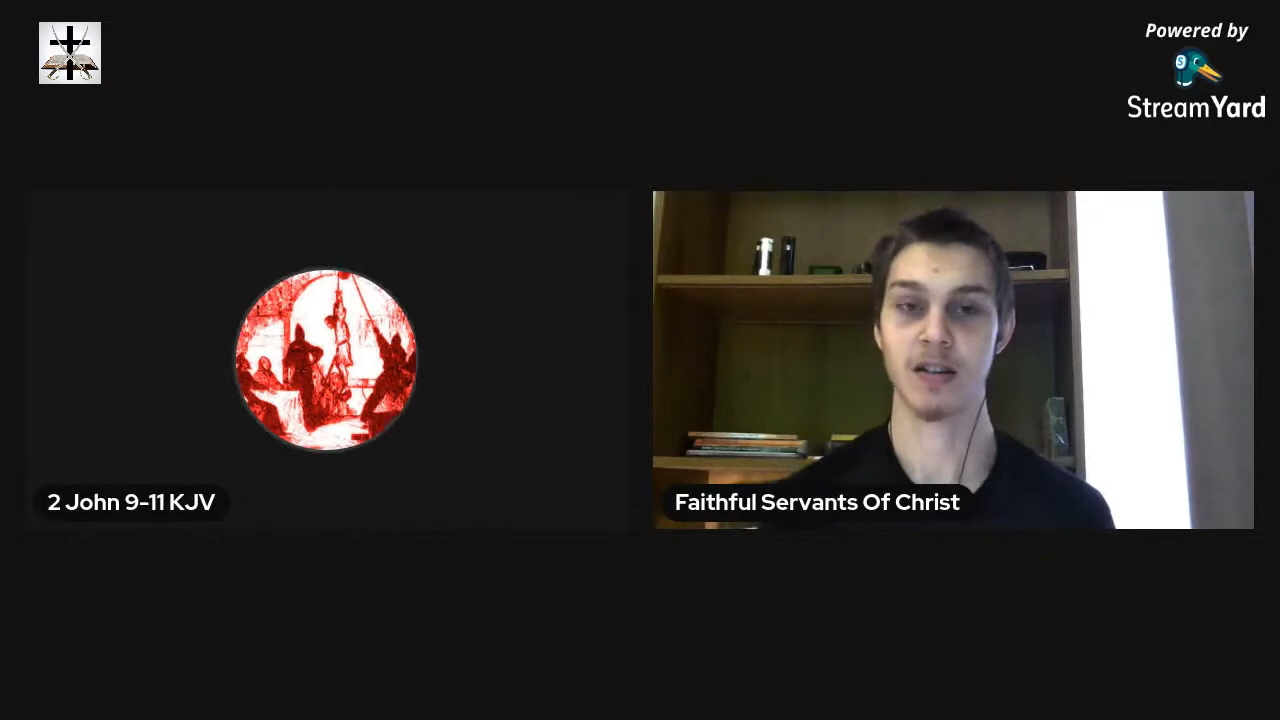 Powered by
StreamYard
2 John 9-11 KJV
Faithful Servants Of Christ